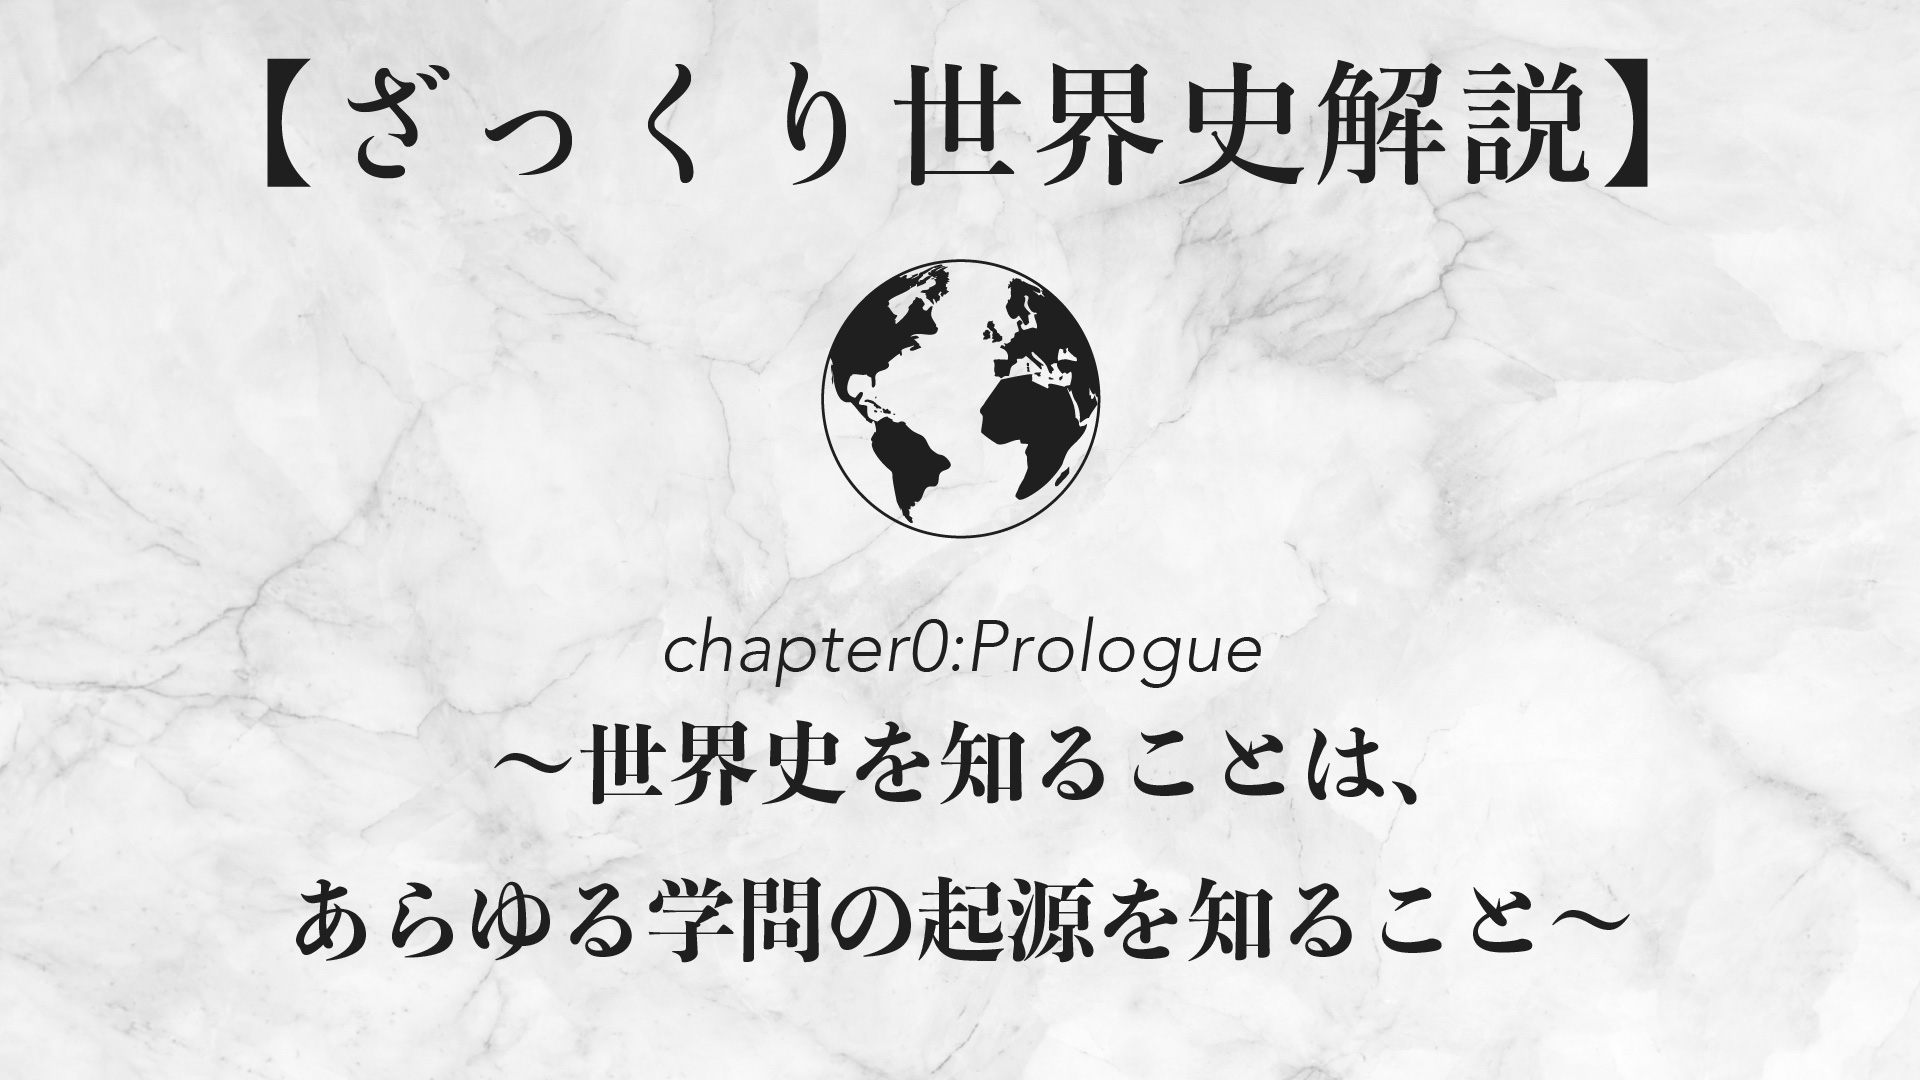 【ざっくり世界史解説】
chapter0:Prologue
〜世界史を知ることは、
あらゆる学問の起源を知ること〜